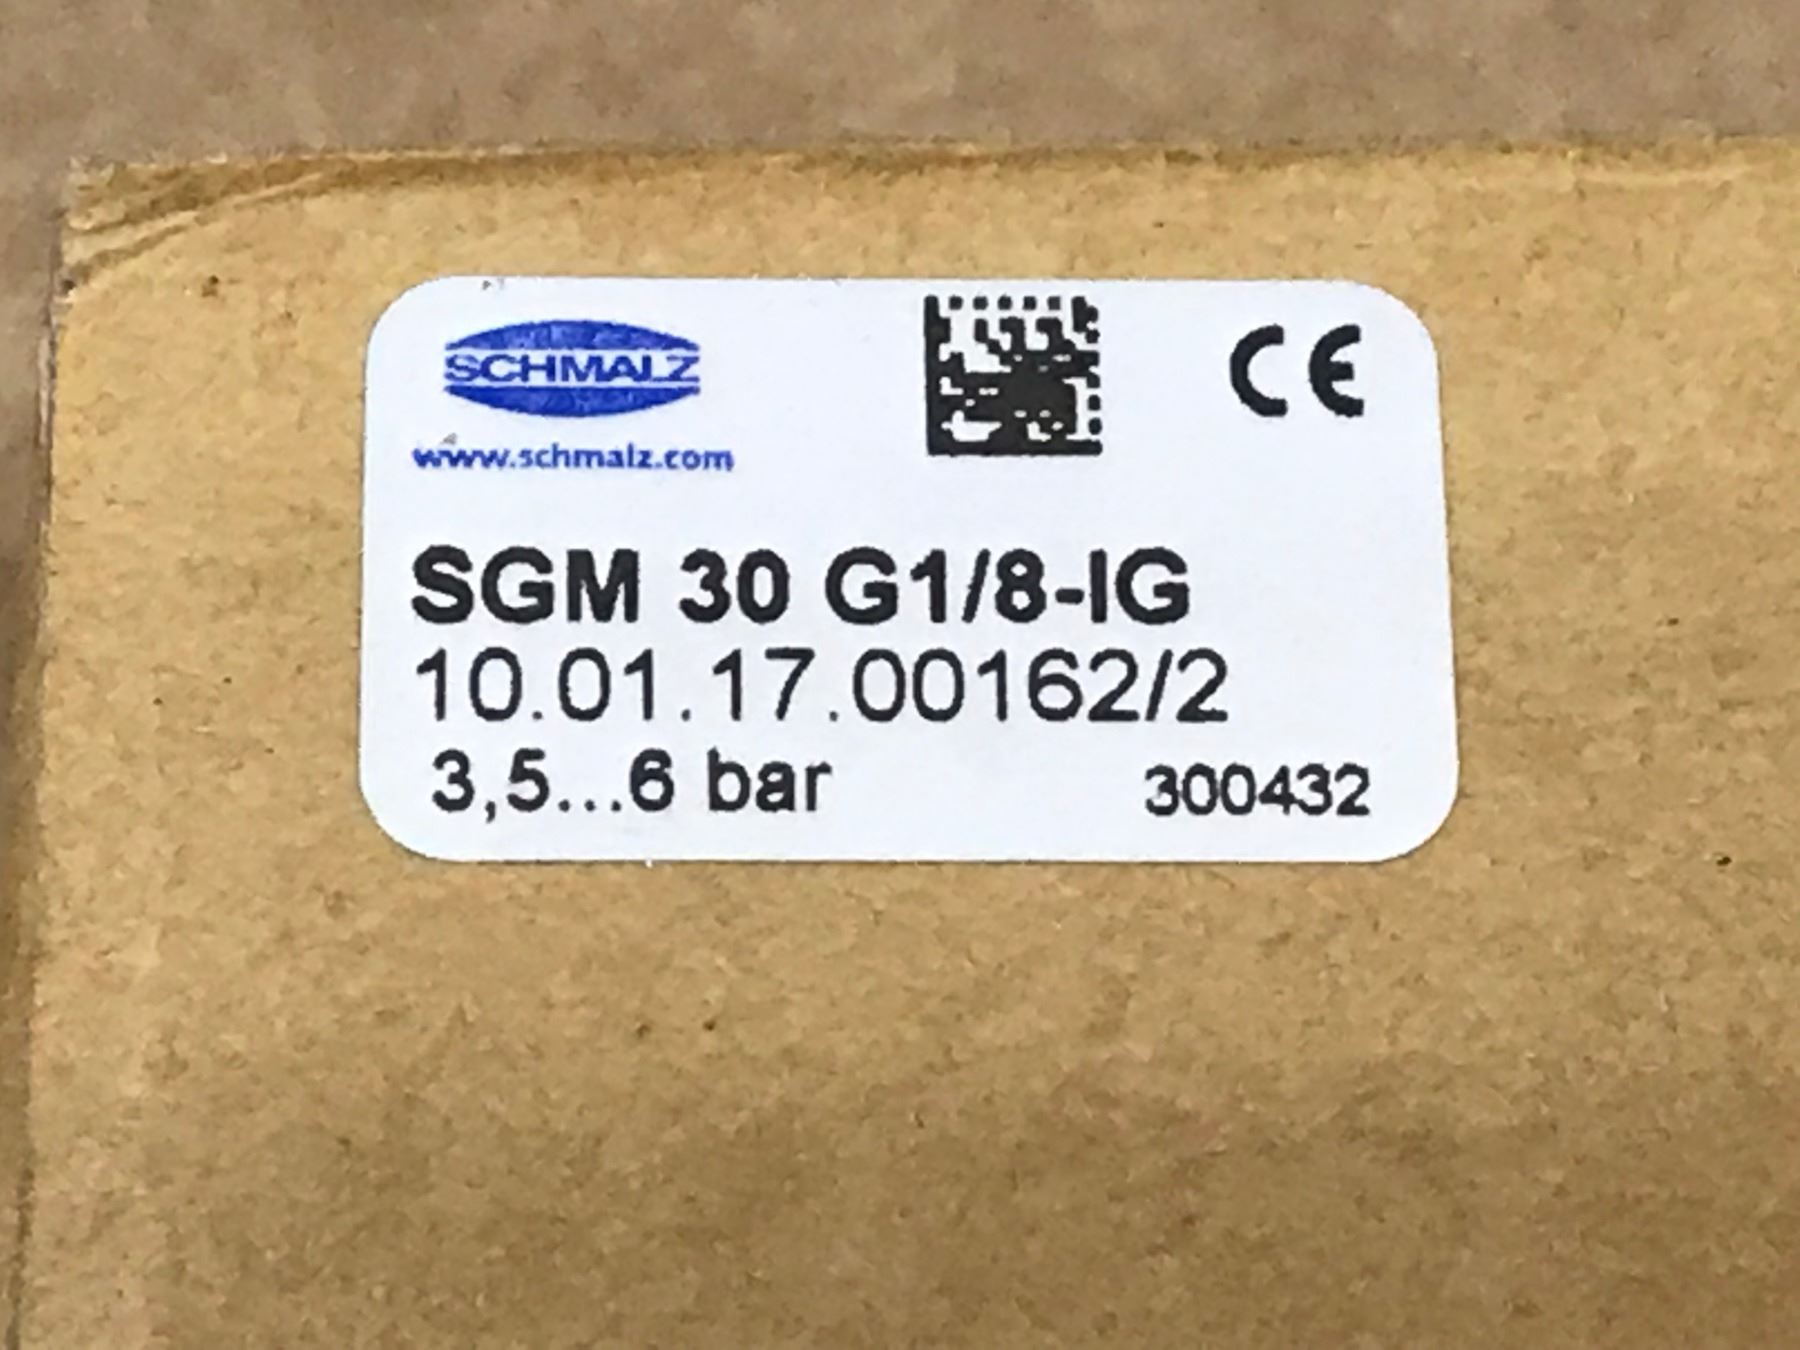 SCHMALZ
CE
www.schmalz.com
SGM 30 G1/8-IG
10.01.17.00162/2
3,5...6 bar 300432